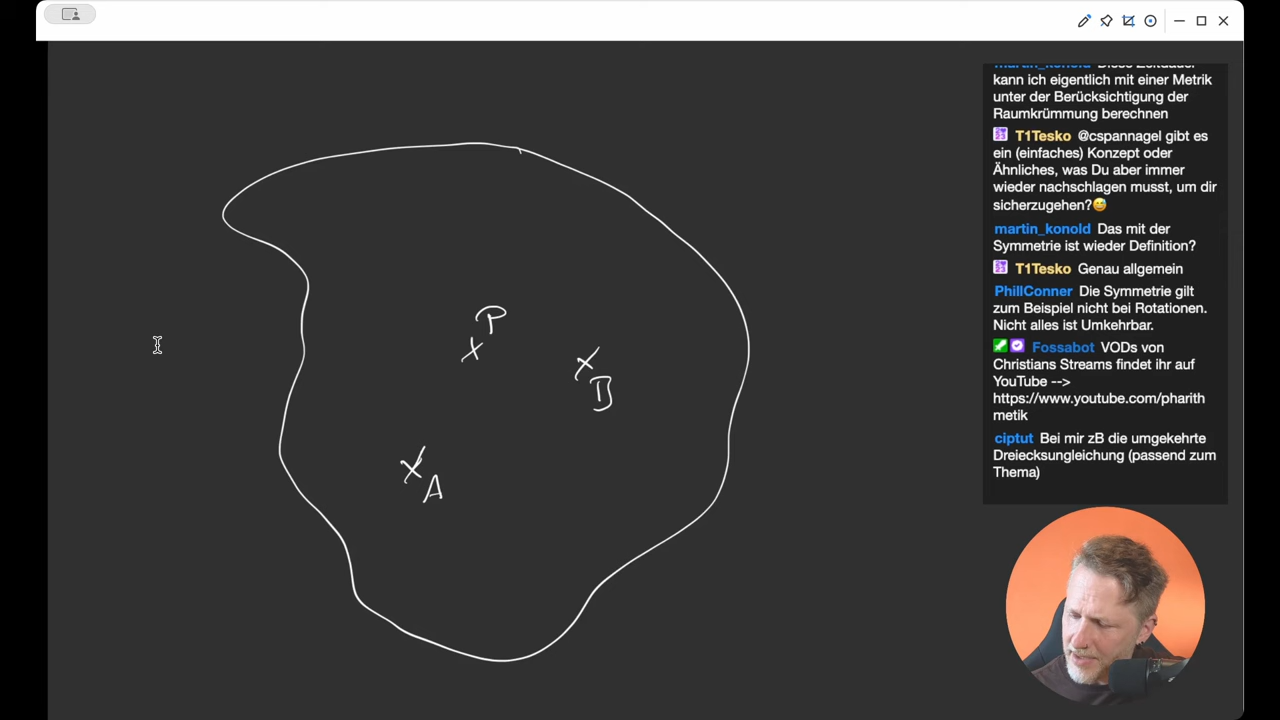 P
B
A
martin_konold Diese Zeitdauer
kann ich eigentlich mit einer Metrik
unter der Berücksichtigung der
Raumkrümmung berechnen
T1Tesko @cspannagel gibt es
ein (einfaches) Konzept oder
Ähnliches, was Du aber immer
wieder nachschlagen musst, um dir
sicherzugehen?😅
martin_konold Das mit der
Symmetrie ist wieder Definition?
T1Tesko Genau allgemein
PhillConner Die Symmetrie gilt
zum Beispiel nicht bei Rotationen.
Nicht alles ist Umkehrbar.
Fossabot VODs von
Christians Streams findet ihr auf
YouTube -->
https://www.youtube.com/pharith
metik
ciptut Bei mir zB die umgekehrte
Dreiecksungleichung (passend zum
Thema)